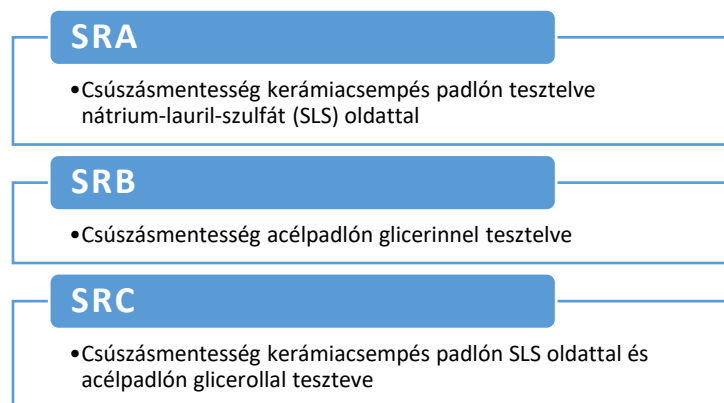 SRA
•Csúszásmentesség kerámiacsempés padlón tesztelve
nátrium-lauril-szulfát (SLS) oldattal
SRB
•Csúszásmentesség acélpadlón glicerinnel tesztelve
SRC
•Csúszásmentesség kerámiacsempés padlón SLS oldattal és
acélpadlón glicerollal teszteve